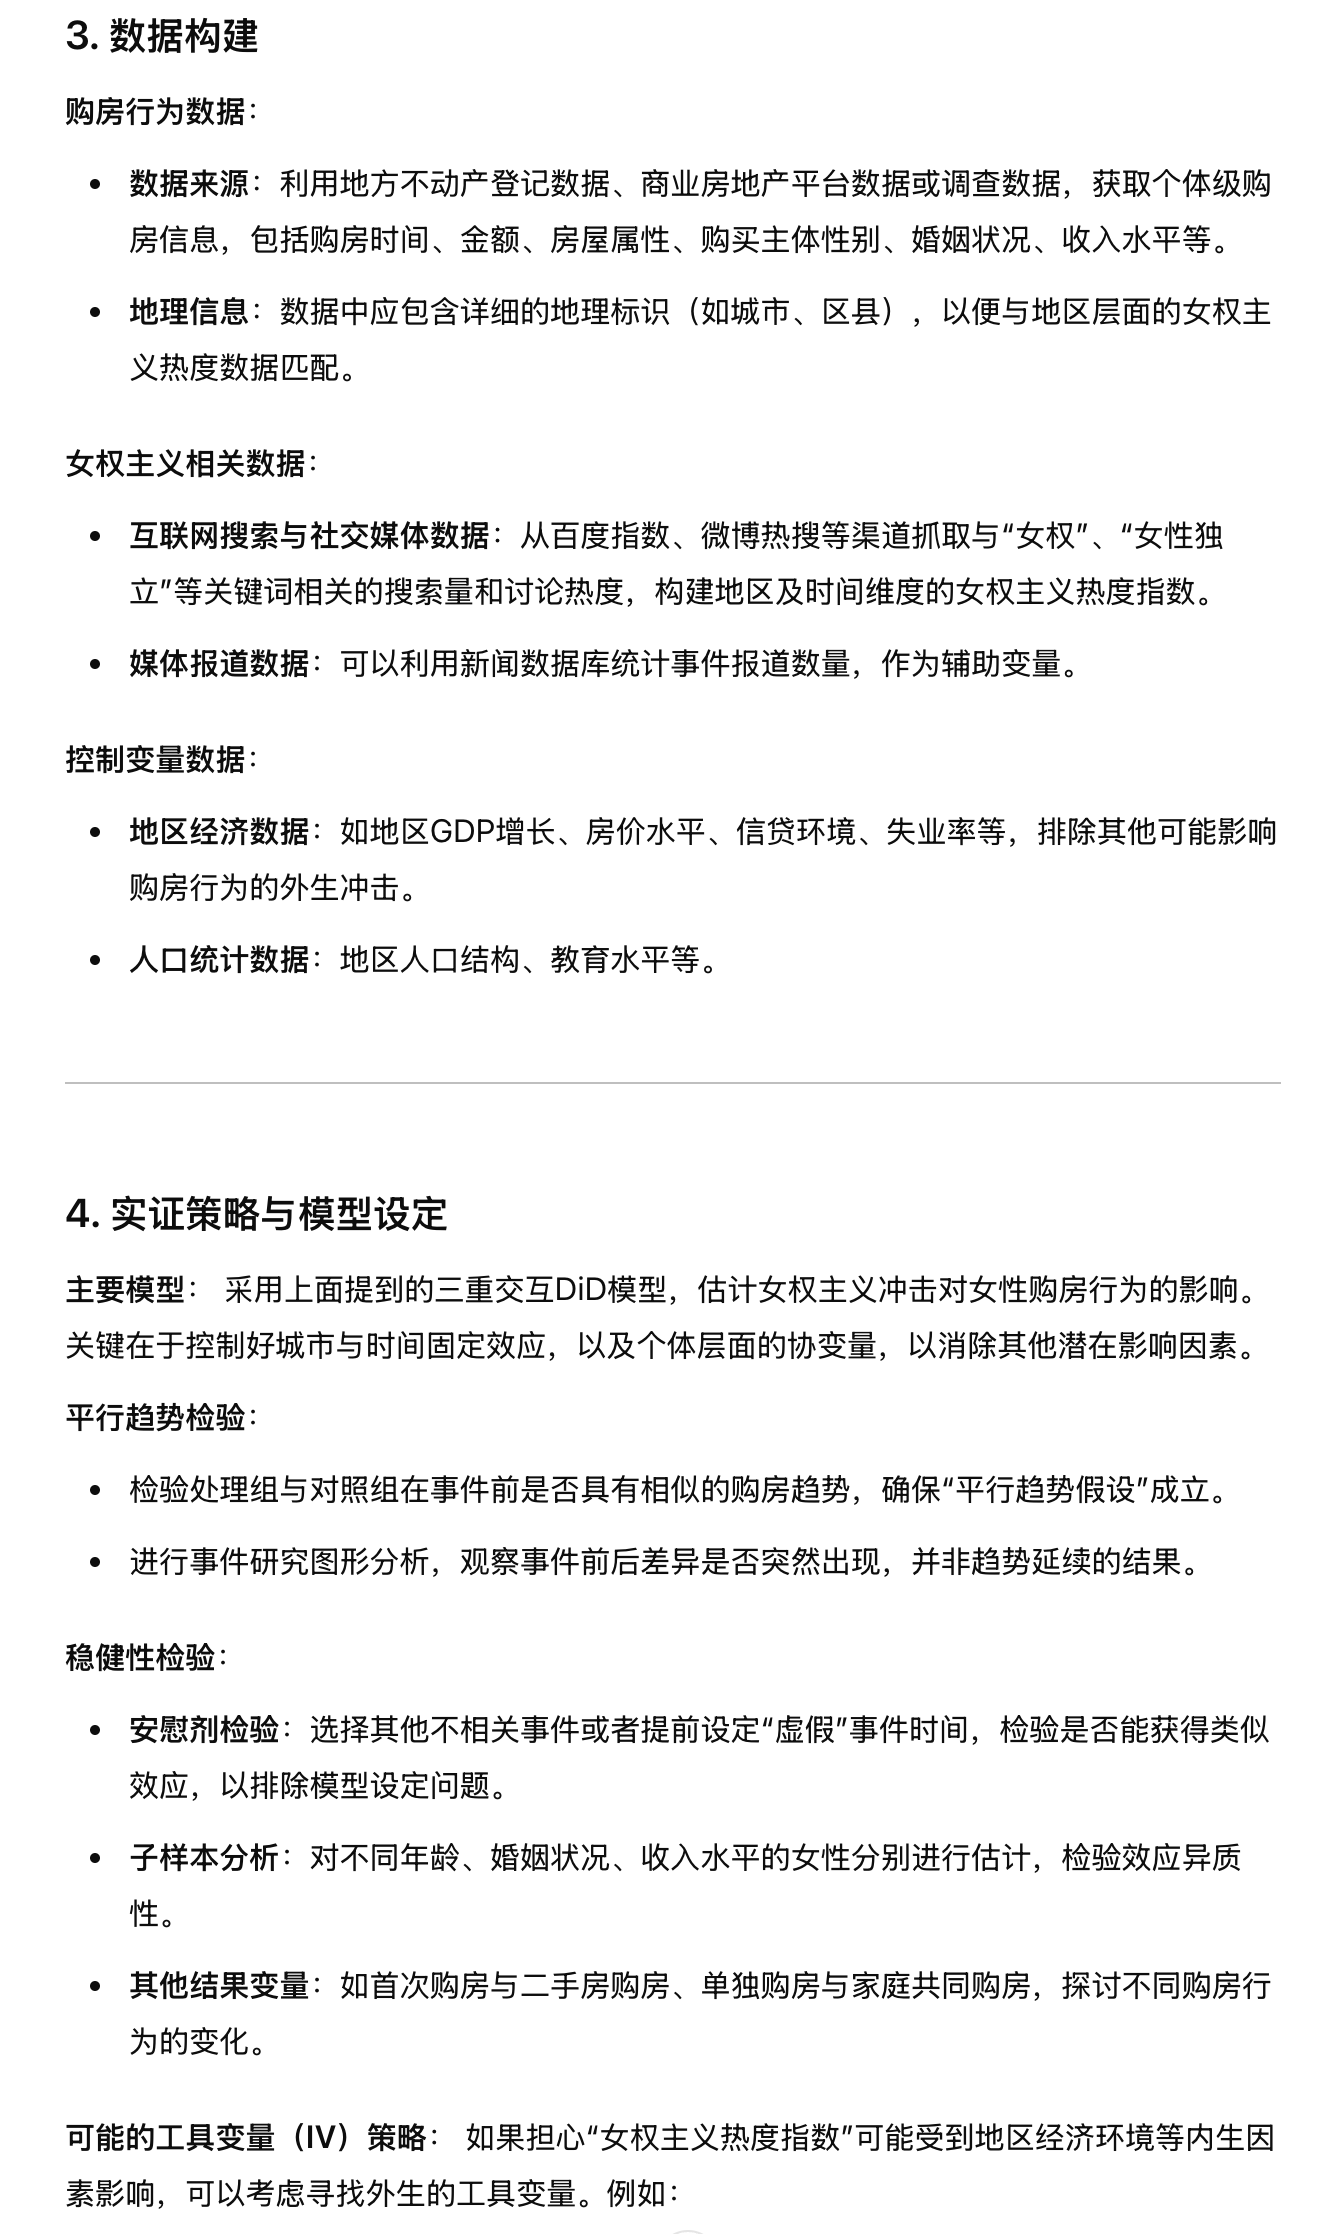 3. 数据构建
购房行为数据：
数据来源：利用地方不动产登记数据、商业房地产平台数据或调查数据，获取个体级购
房信息，包括购房时间、金额、房屋属性、购买主体性别、婚姻状况、收入水平等。
地理信息：数据中应包含详细的地理标识（如城市、区县），以便与地区层面的女权主
义热度数据匹配。
女权主义相关数据：
互联网搜索与社交媒体数据：从百度指数、微博热搜等渠道抓取与“女权”、“女性独
立”等关键词相关的搜索量和讨论热度，构建地区及时间维度的女权主义热度指数。
媒体报道数据：可以利用新闻数据库统计事件报道数量，作为辅助变量。
控制变量数据：
地区经济数据：如地区GDP增长、房价水平、信贷环境、失业率等，排除其他可能影响
购房行为的外生冲击。
人口统计数据：地区人口结构、教育水平等。
4. 实证策略与模型设定
主要模型： 采用上面提到的三重交互DiD模型，估计女权主义冲击对女性购房行为的影响。
关键在于控制好城市与时间固定效应，以及个体层面的协变量，以消除其他潜在影响因素。
平行趋势检验：
检验处理组与对照组在事件前是否具有相似的购房趋势，确保“平行趋势假设”成立。
进行事件研究图形分析，观察事件前后差异是否突然出现，并非趋势延续的结果。
稳健性检验：
安慰剂检验：选择其他不相关事件或者提前设定“虚假”事件时间，检验是否能获得类似
效应，以排除模型设定问题。
子样本分析：对不同年龄、婚姻状况、收入水平的女性分别进行估计，检验效应异质
性。
其他结果变量：如首次购房与二手房购房、单独购房与家庭共同购房，探讨不同购房行
为的变化。
可能的工具变量（IV）策略： 如果担心“女权主义热度指数”可能受到地区经济环境等内生因
素影响，可以考虑寻找外生的工具变量。例如：